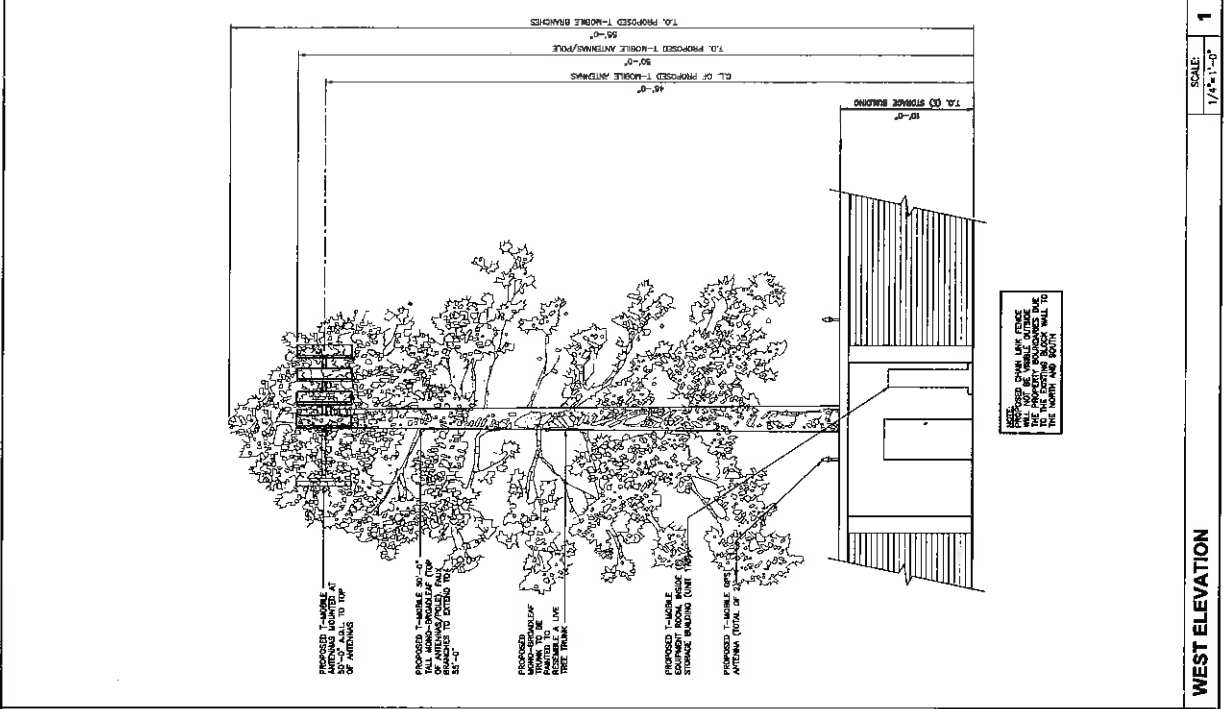 T.O. PROPOSED T-MOBILE BRANCHES
55'-0"
T.O. PROPOSED T-MOBILE ANTENNAS/POLE
50'-0"
C.L. OF PROPOSED T-MOBILE ANTENNAS
T.O. (E) STORAGE BUILDING
10'-0"
PROPOSED T-MOBILE
ANTENNAS MOUNTED AT
50'-0" A.G.L. TO TOP
OF ANTENNAS
PROPOSED T-MOBILE 50'-0"
TALL MONO-BROADLEAF (TOP
OF ANTENNAS/POLE) FAUX
BRANCHES TO EXTEND TO
55'-0"
PROPOSED
MONO-BROADLEAF
TRUNK TO BE
PAINTED TO
RESEMBLE A LIVE
TREE TRUNK
PROPOSED T-MOBILE
EQUIPMENT ROOM INSIDE (E)
STORAGE BUILDING (UNIT
PROPOSED T-MOBILE GPS
ANTENNA (TOTAL OF 2)
NOTE:
PROPOSED CHAIN LINK FENCE
WILL NOT BE VISIBLE OUTSIDE
THE PROPERTY BOUNDARIES DUE
TO THE EXISTING BLOCK WALL TO
THE NORTH AND SOUTH
WEST ELEVATION
SCALE:
1/4"=1'-0"
1